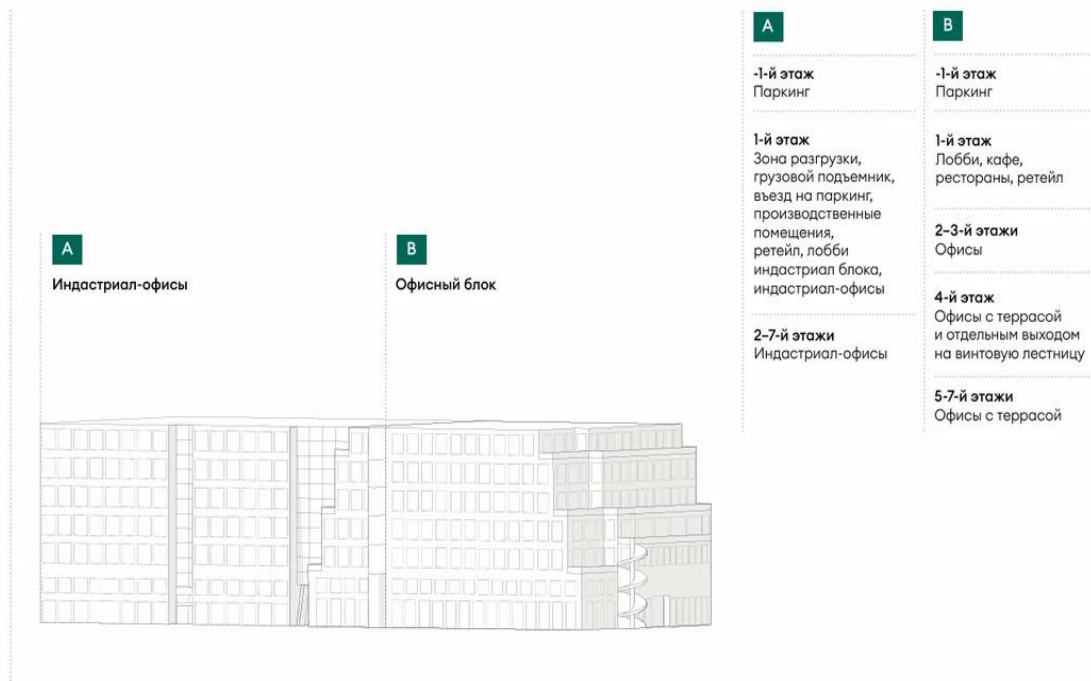 A
Индастриал-офисы
B
Офисный блок
A
-1-й этаж
Паркинг
1-й этаж
Зона разгрузки,
грузовой подъемник,
въезд на паркинг,
производственные
помещения,
ретейл, лобби
индастриал блока,
индастриал-офисы
2–7-й этажи
Индастриал-офисы
B
-1-й этаж
Паркинг
1-й этаж
Лобби, кафе,
рестораны, ретейл
2–3-й этажи
Офисы
4-й этаж
Офисы с террасой
и отдельным выходом
на винтовую лестницу
5-7-й этажи
Офисы с террасой